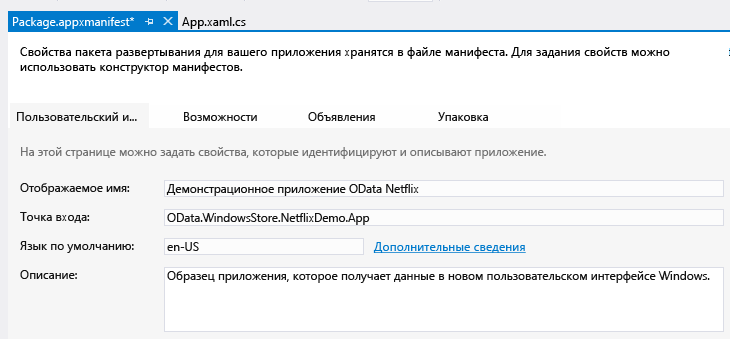 Package.appxmanifest* App.xaml.cs
Свойства пакета развертывания для вашего приложения хранятся в файле манифеста. Для задания свойств можно
использовать конструктор манифестов.
Пользовательский и... Возможности Объявления Упаковка
На этой странице можно задать свойства, которые идентифицируют и описывают приложение.
Отображаемое имя: Демонстрационное приложение OData Netflix
Точка входа: OData.WindowsStore.NetflixDemo.App
Язык по умолчанию: en-US Дополнительные сведения
Описание: Образец приложения, которое получает данные в новом пользовательском интерфейсе Windows.